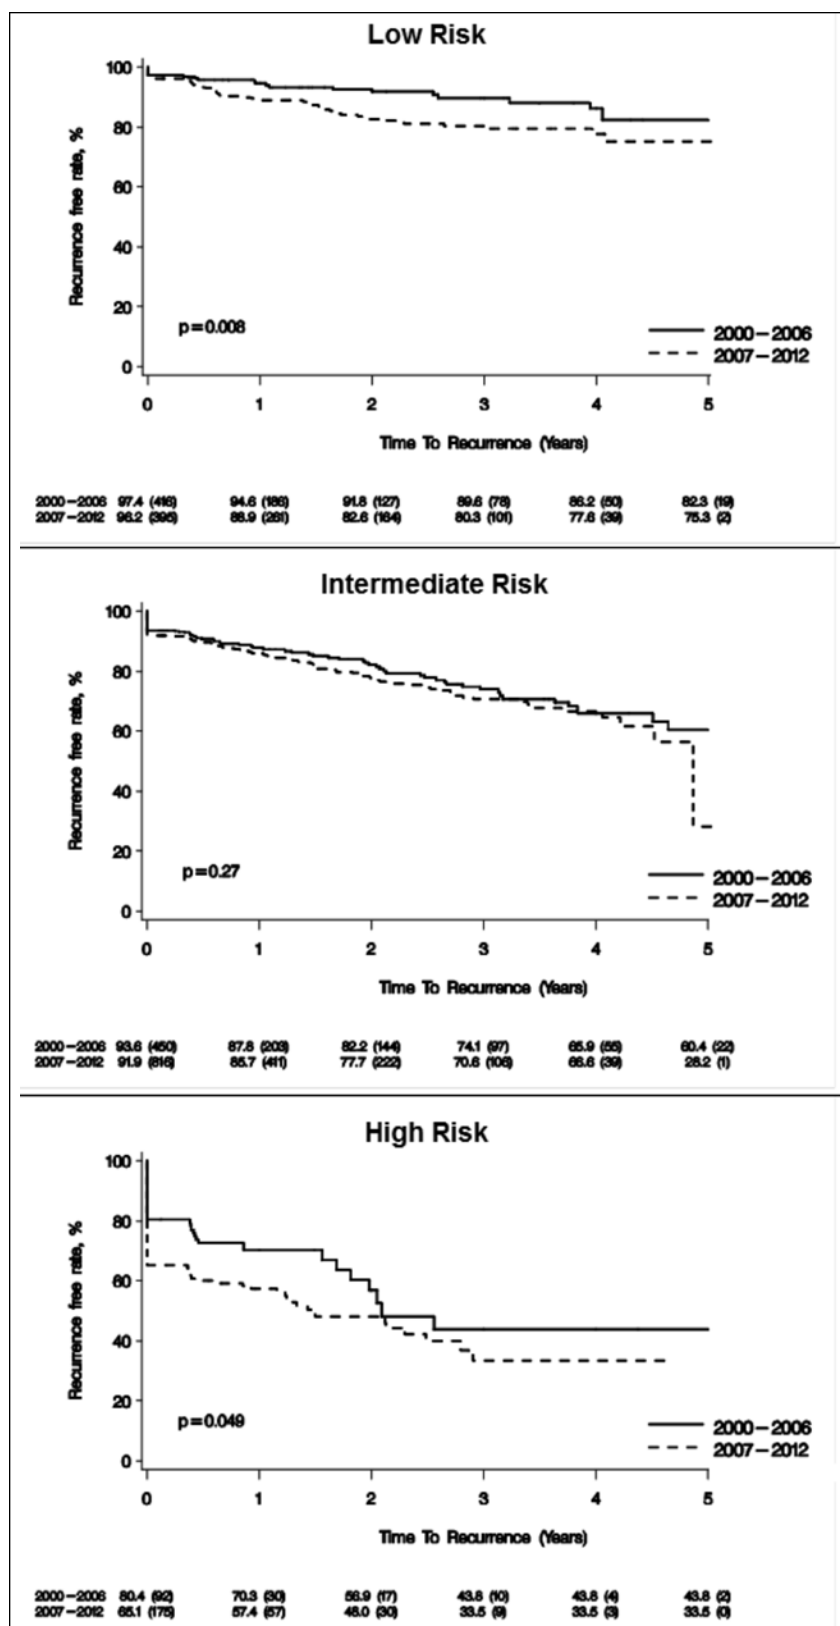 Low Risk
Recurrence free rate, %
100
80
60
40
20
0
p=0.008
2000-2006
2007-2012
0 1 2 3 4 5
Time To Recurrence (Years)
2000-2006 97.4 (416) 94.6 (186) 91.8 (127) 89.6 (78) 86.2 (50) 82.3 (19)
2007-2012 96.2 (395) 88.9 (261) 82.6 (164) 80.3 (101) 77.6 (39) 75.3 (2)
Intermediate Risk
Recurrence free rate, %
100
80
60
40
20
0
p=0.27
2000-2006
2007-2012
0 1 2 3 4 5
Time To Recurrence (Years)
2000-2006 93.6 (450) 87.8 (203) 82.2 (144) 74.1 (97) 65.9 (55) 60.4 (22)
2007-2012 91.9 (816) 85.7 (411) 77.7 (222) 70.6 (106) 66.6 (39) 28.2 (1)
High Risk
Recurrence free rate, %
100
80
60
40
20
0
p=0.049
2000-2006
2007-2012
0 1 2 3 4 5
Time To Recurrence (Years)
2000-2006 80.4 (92) 70.3 (30) 56.9 (17) 43.8 (10) 43.8 (4) 43.8 (2)
2007-2012 65.1 (175) 57.4 (57) 48.0 (30) 33.5 (9) 33.5 (3) 33.5 (0)